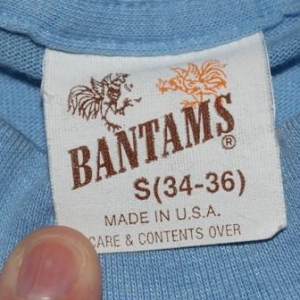 BANTAMS®
S(34-36)
MADE IN U.S.A.
CARE & CONTENTS OVER